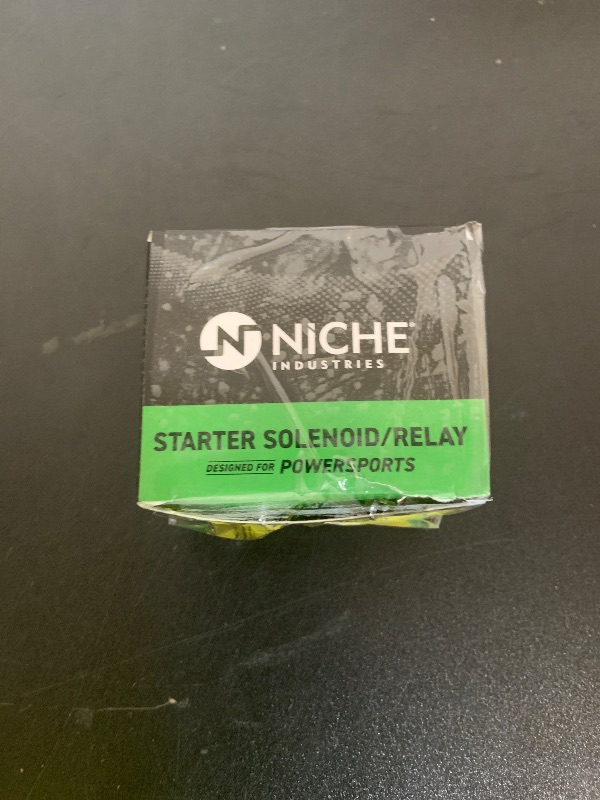 N NICHE
INDUSTRIES
STARTER SOLENOID/RELAY
DESIGNED FOR POWERSPORTS